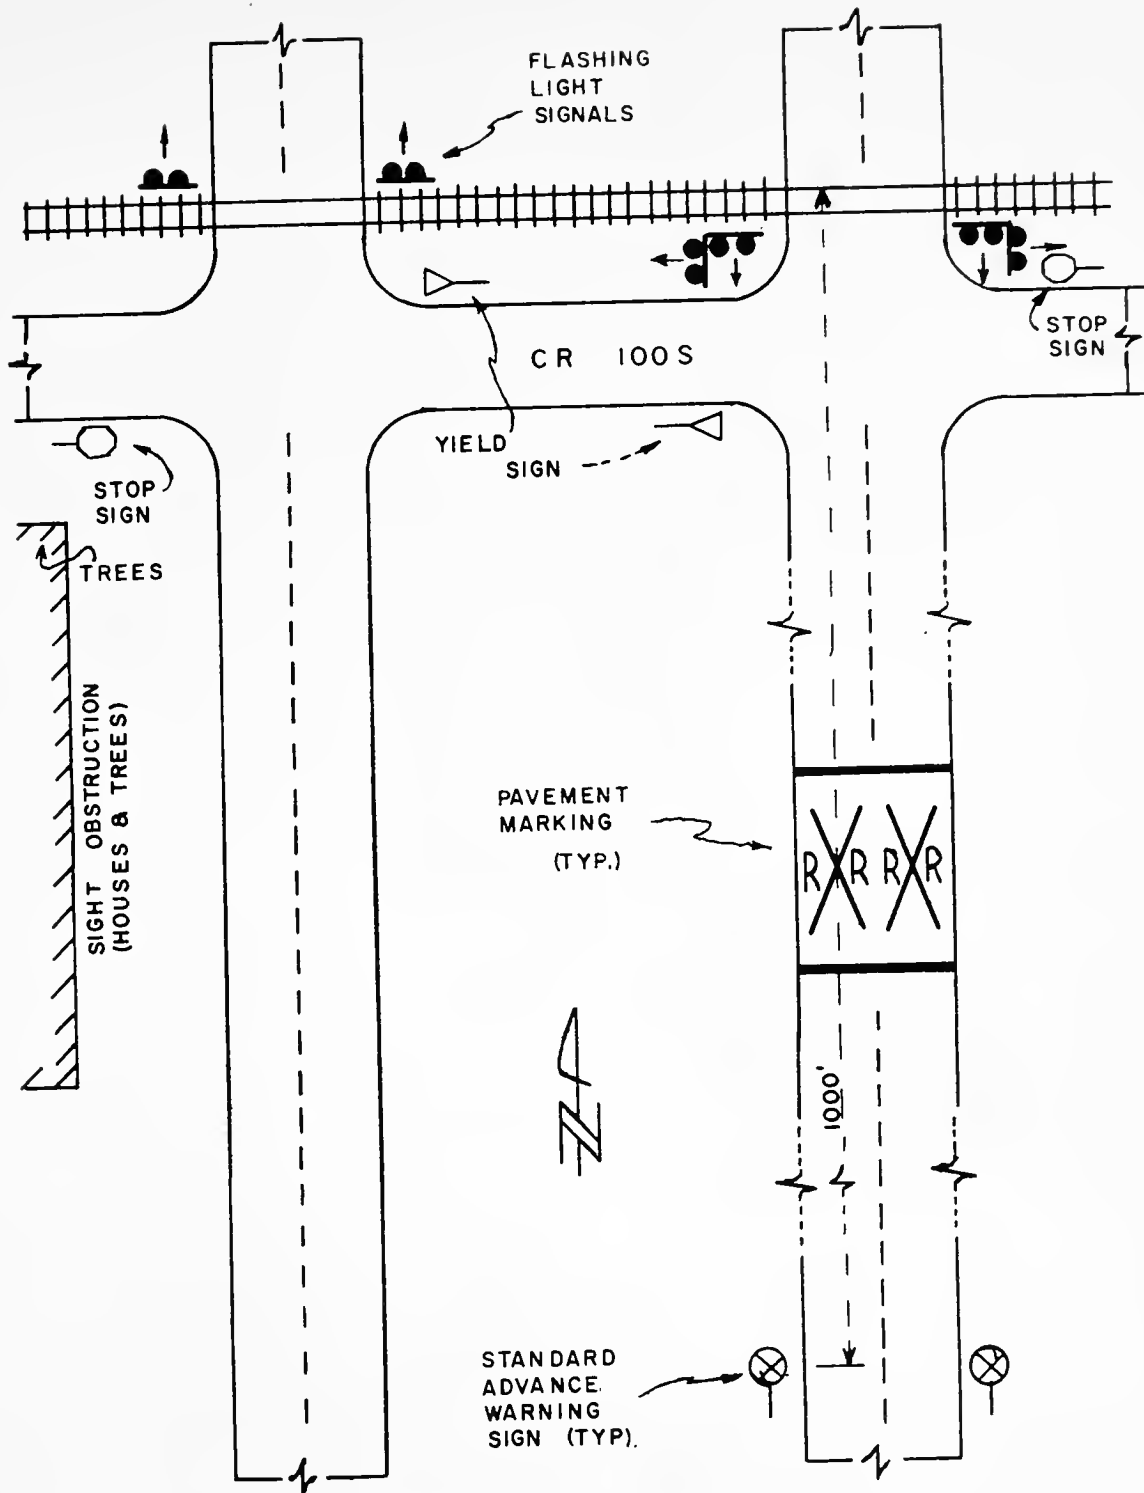 FLASHING
LIGHT
SIGNALS
STOP
SIGN
CR 100S
YIELD
SIGN
STOP
SIGN
TREES
SIGHT OBSTRUCTION
(HOUSES & TREES)
PAVEMENT
MARKING
(TYP.)
R R R R
1000'
N
STANDARD
ADVANCE.
WARNING
SIGN (TYP).